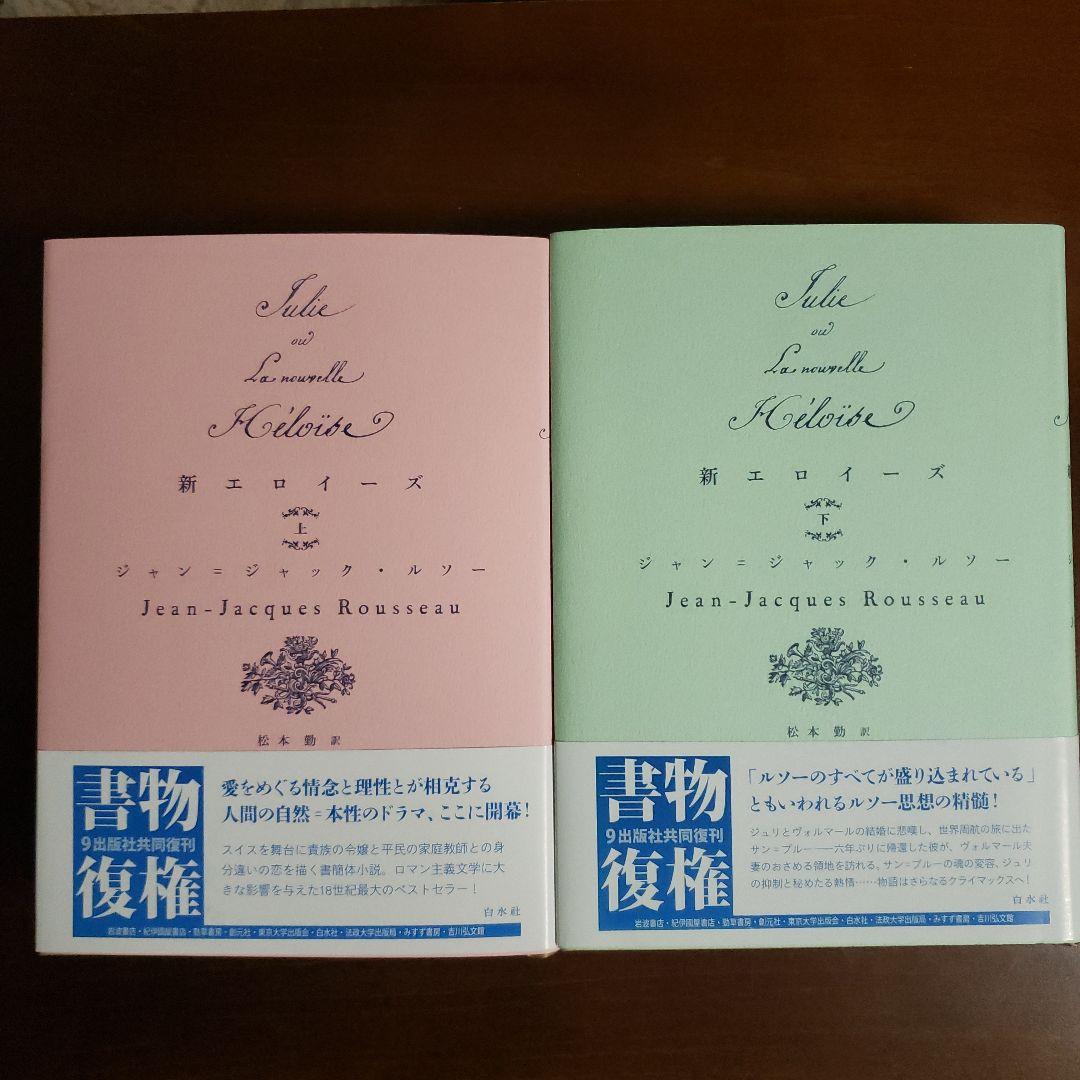 Julie
ou
La nouvelle
Héloïse
新エロイーズ
上
ジャン＝ジャック・ルソー
Jean-Jacques Rousseau
松本勤 訳
書物
9出版社共同復刊
復権
愛をめぐる情念と理性とが相克する
人間の自然＝本性のドラマ、ここに開幕！
スイスを舞台に貴族の令嬢と平民の家庭教師との身
分違いの恋を描く書簡体小説。ロマン主義文学に大
きな影響を与えた18世紀最大のベストセラー！
白水社
岩波書店・紀伊國屋書店・勁草書房・創元社・東京大学出版会・白水社・法政大学出版局・みすず書房・吉川弘文館
Julie
ou
La nouvelle
Héloïse
新エロイーズ
下
ジャン＝ジャック・ルソー
Jean-Jacques Rousseau
松本勤 訳
書物
9出版社共同復刊
復権
「ルソーのすべてが盛り込まれている」
ともいわれるルソー思想の精髄！
ジュリとヴォルマールの結婚に悲嘆し、世界周航の旅に出た
サン＝プルー――六年ぶりに帰還した彼が、ヴォルマール夫
妻のおさめる領地を訪れる。サン＝プルーの魂の変容、ジュリ
の抑制と秘めたる熱情……物語はさらなるクライマックスへ！
白水社
岩波書店・紀伊國屋書店・勁草書房・創元社・東京大学出版会・白水社・法政大学出版局・みすず書房・吉川弘文館